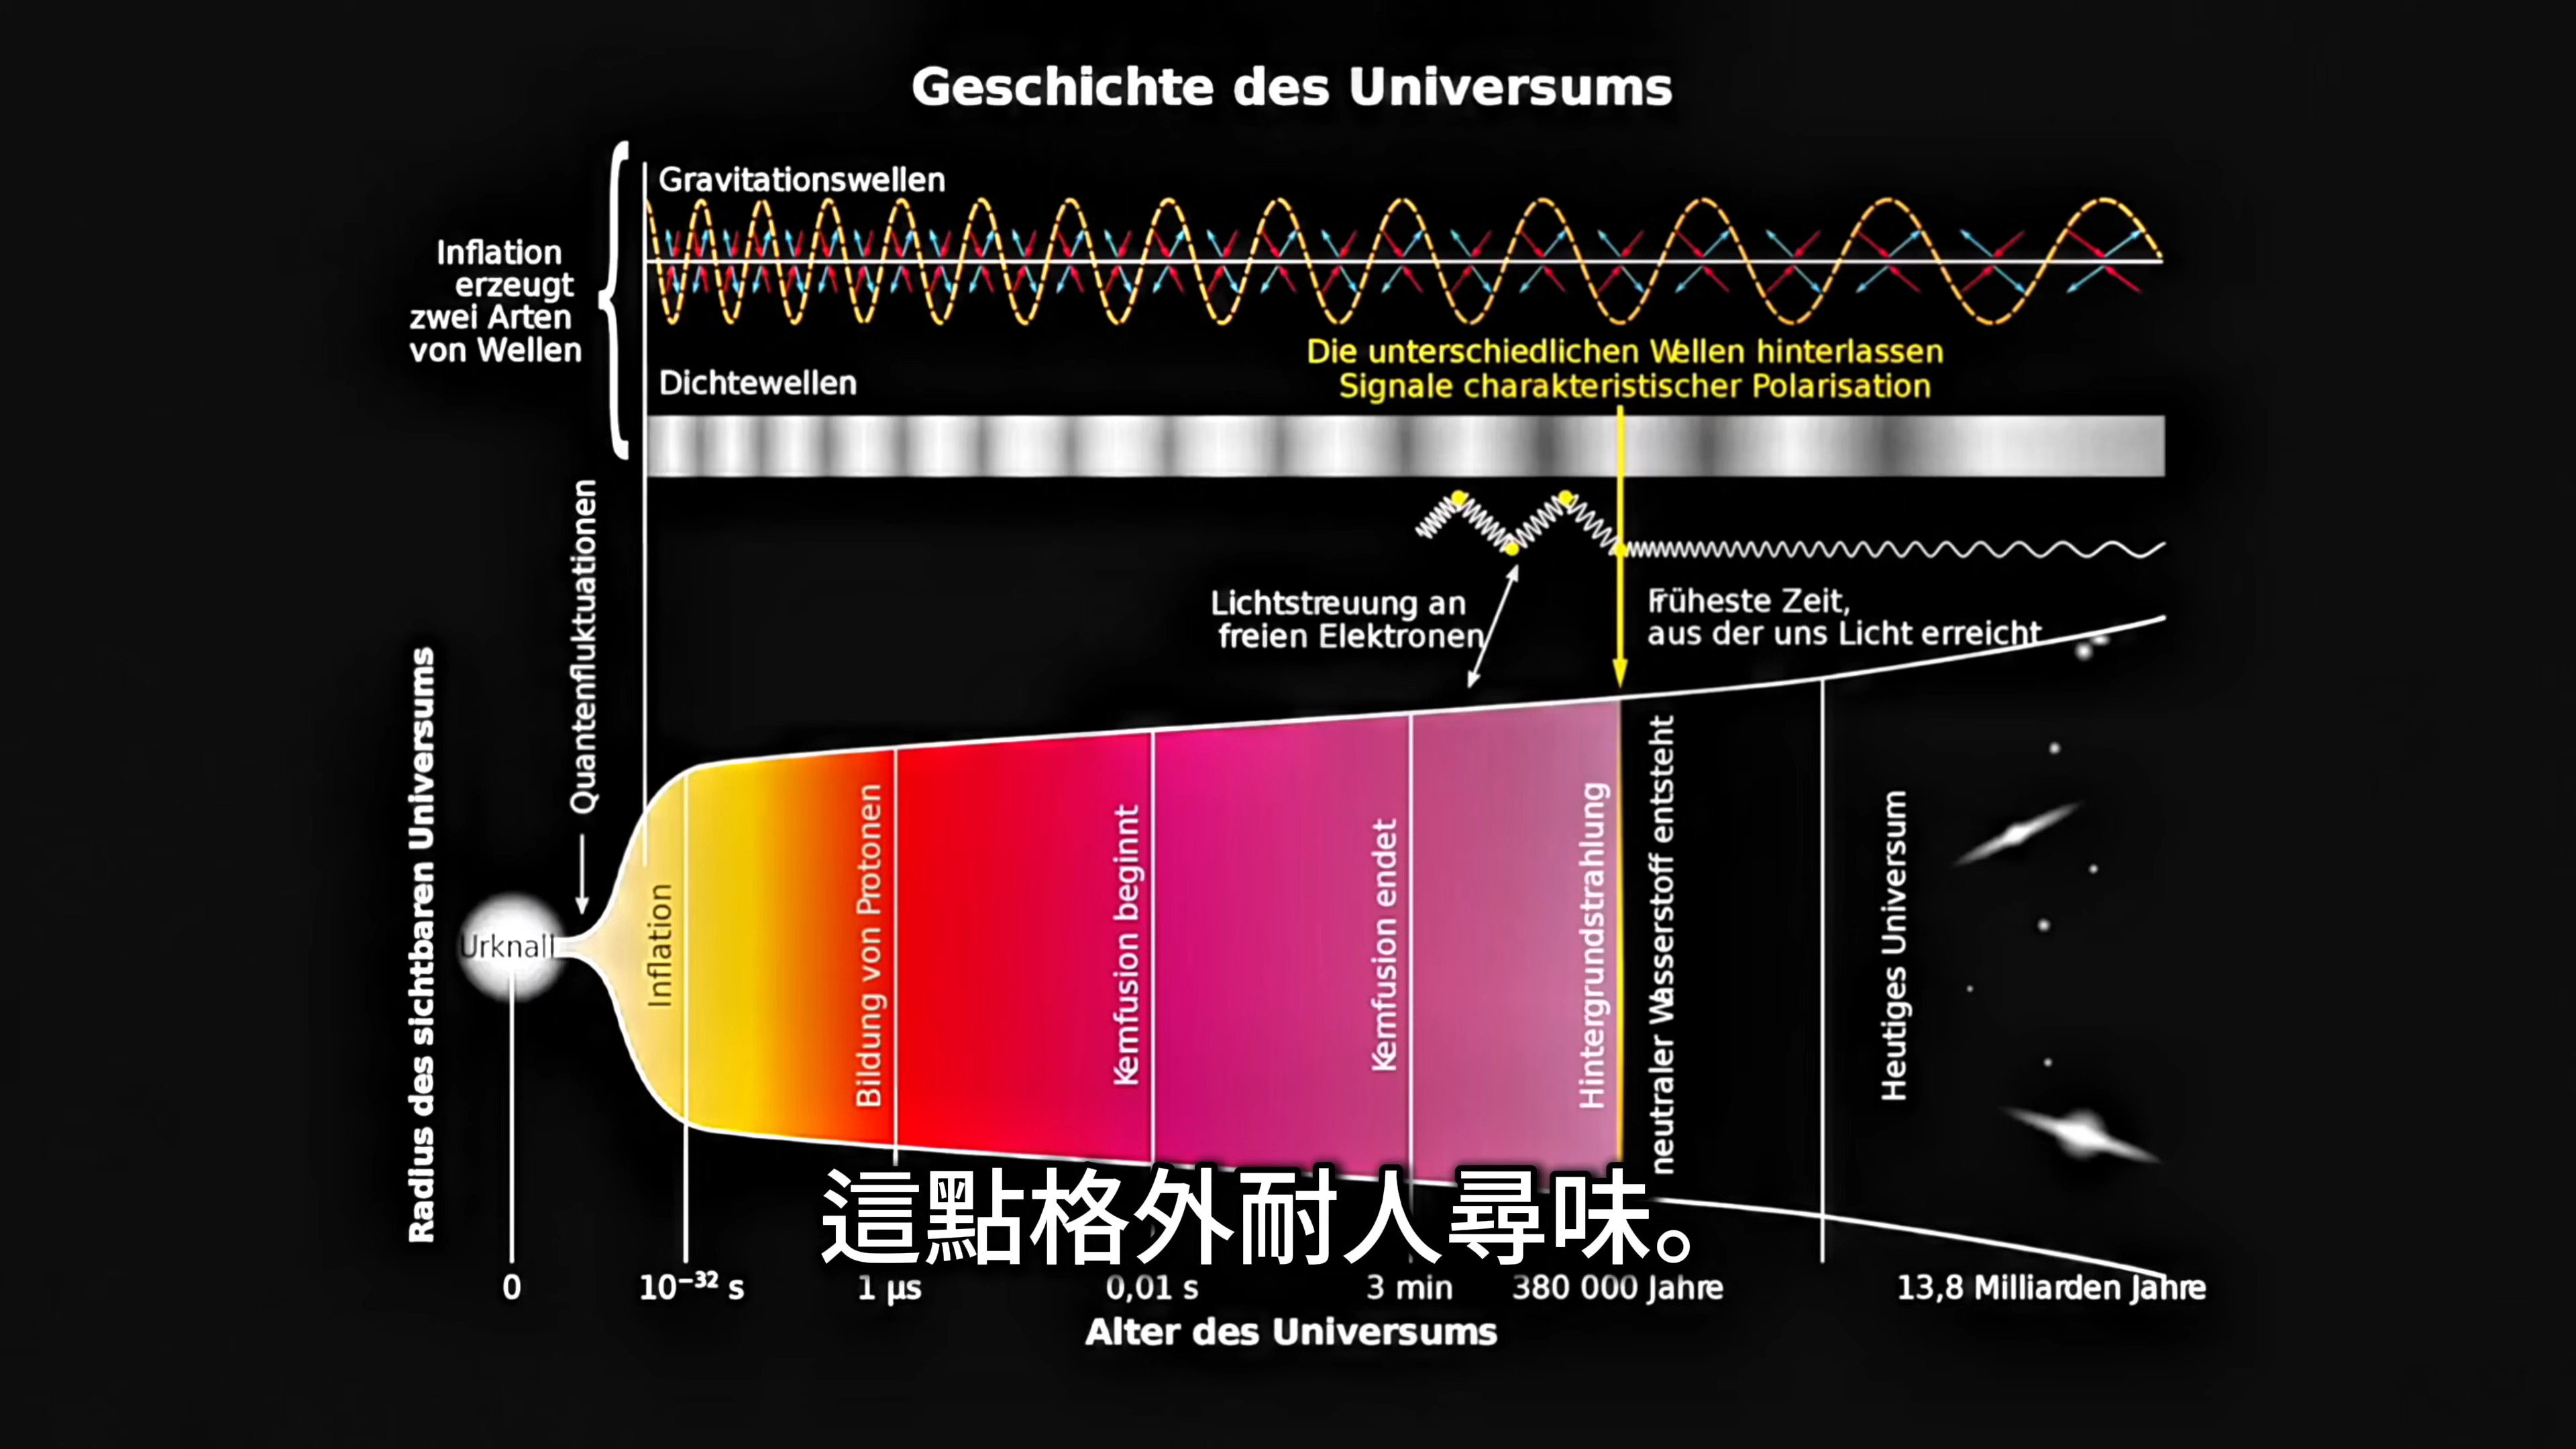 Geschichte des Universums
Gravitationswellen
Inflation
erzeugt
zwei Arten
von Wellen
Die unterschiedlichen Wellen hinterlassen
Signale charakteristischer Polarisation
Dichtewellen
Quantenfluktuationen
Lichtstreuung an
freien Elektronen
Früheste Zeit,
aus der uns Licht erreicht
Radius des sichtbaren Universums
Urknall
Inflation
Bildung von Protonen
Kernfusion beginnt
Kernfusion endet
Hintergrundstrahlung
neutraler Wasserstoff entsteht
Heutiges Universum
這點格外耐人尋味。
0
10⁻³² s
1 µs
0,01 s
3 min
380 000 Jahre
13,8 Milliarden Jahre
Alter des Universums